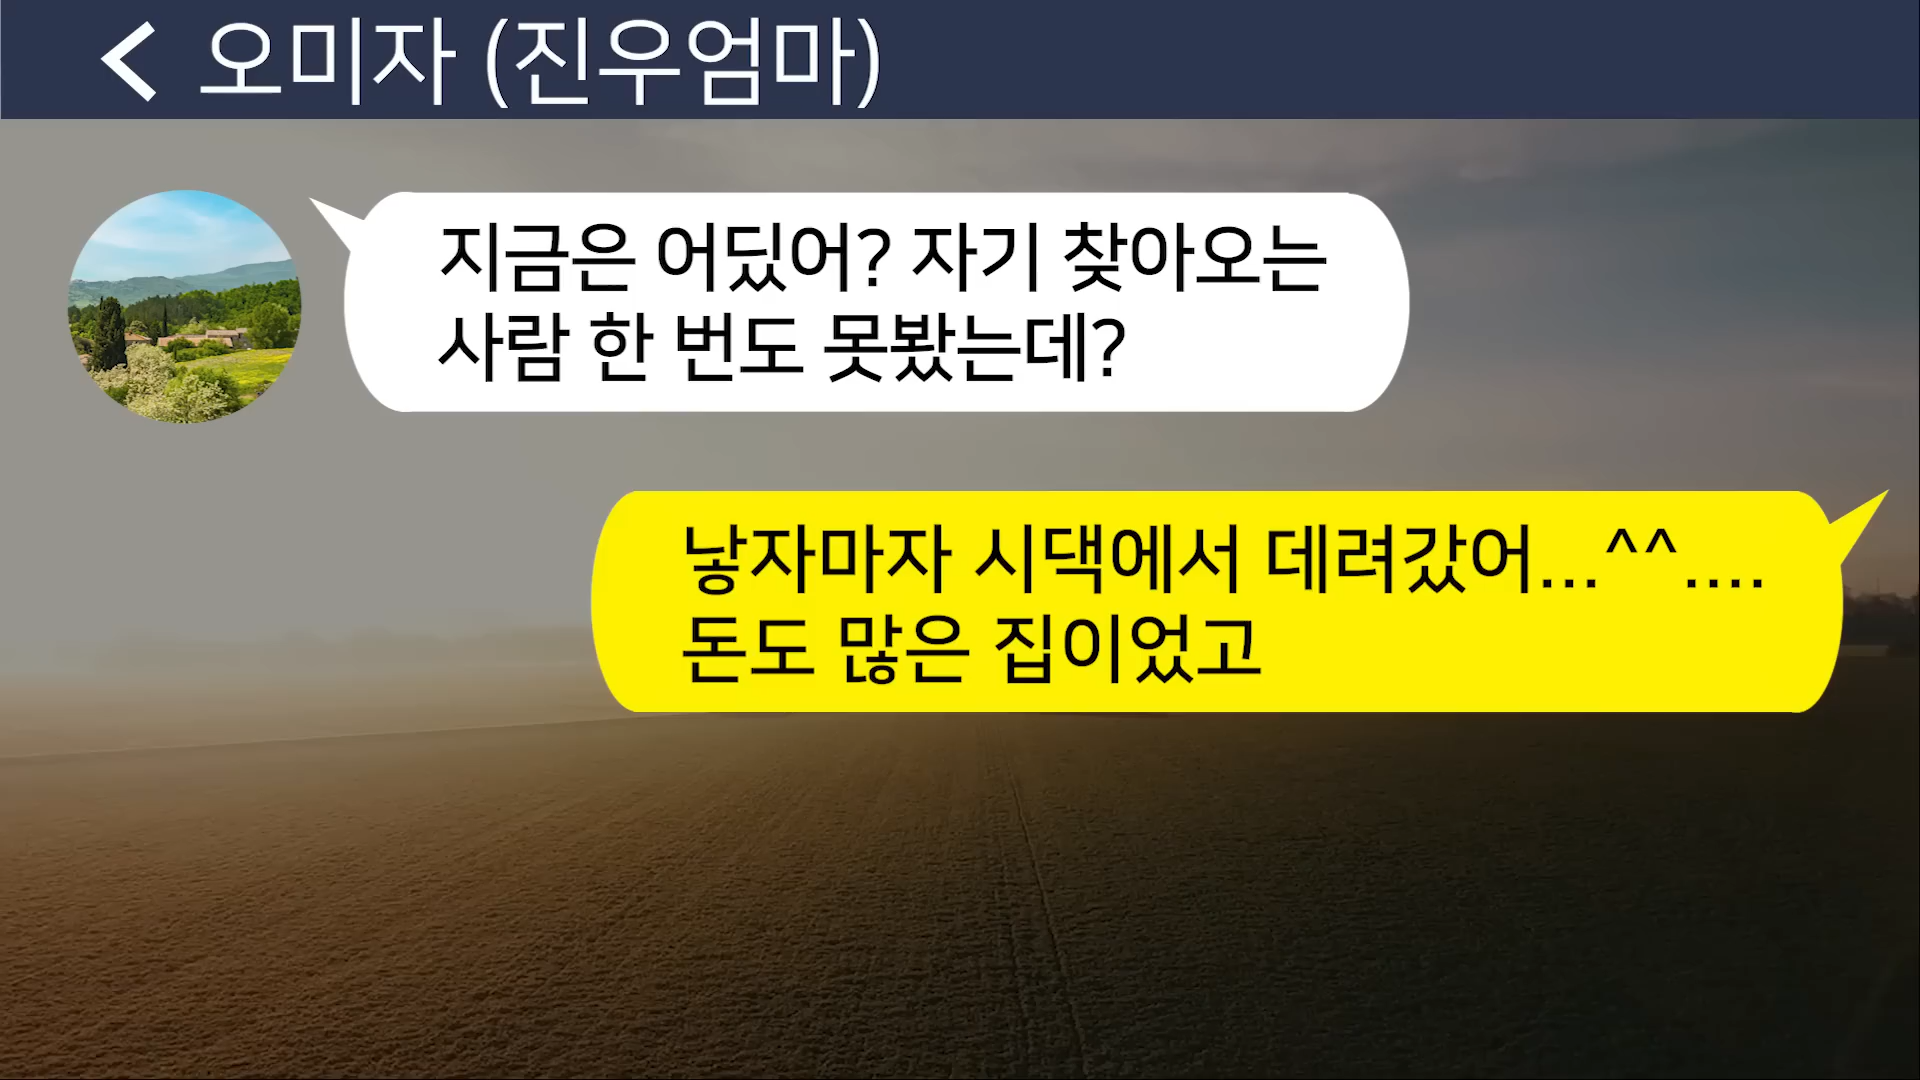 오미자 (진우엄마)
지금은 어딨어? 자기 찾아오는
사람 한 번도 못봤는데?
낳자마자 시댁에서 데려갔어...^^....
돈도 많은 집이었고